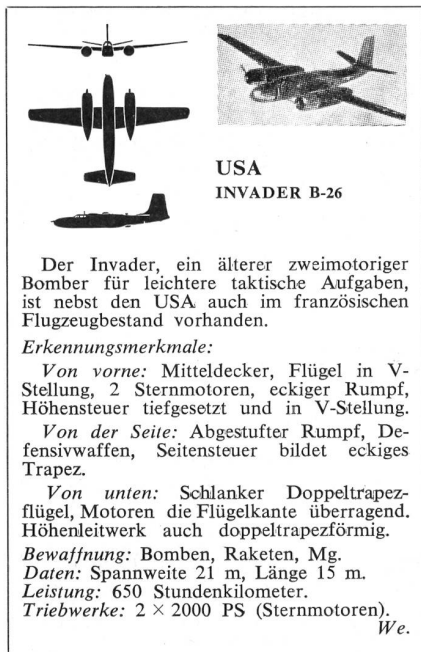 USA
INVADER B-26
Der Invader, ein älterer zweimotoriger
Bomber für leichtere taktische Aufgaben,
ist nebst den USA auch im französischen
Flugzeugbestand vorhanden.
Erkennungsmerkmale:
Von vorne: Mitteldecker, Flügel in V-
Stellung, 2 Sternmotoren, eckiger Rumpf,
Höhensteuer tiefgesetzt und in V-Stellung.
Von der Seite: Abgestufter Rumpf, De-
fensivwaffen, Seitensteuer bildet eckiges
Trapez.
Von unten: Schlanker Doppeltrapez-
flügel, Motoren die Flügelkante überragend.
Höhenleitwerk auch doppeltrapezförmig.
Bewaffnung: Bomben, Raketen, Mg.
Daten: Spannweite 21 m, Länge 15 m.
Leistung: 650 Stundenkilometer.
Triebwerke: 2 × 2000 PS (Sternmotoren).
We.